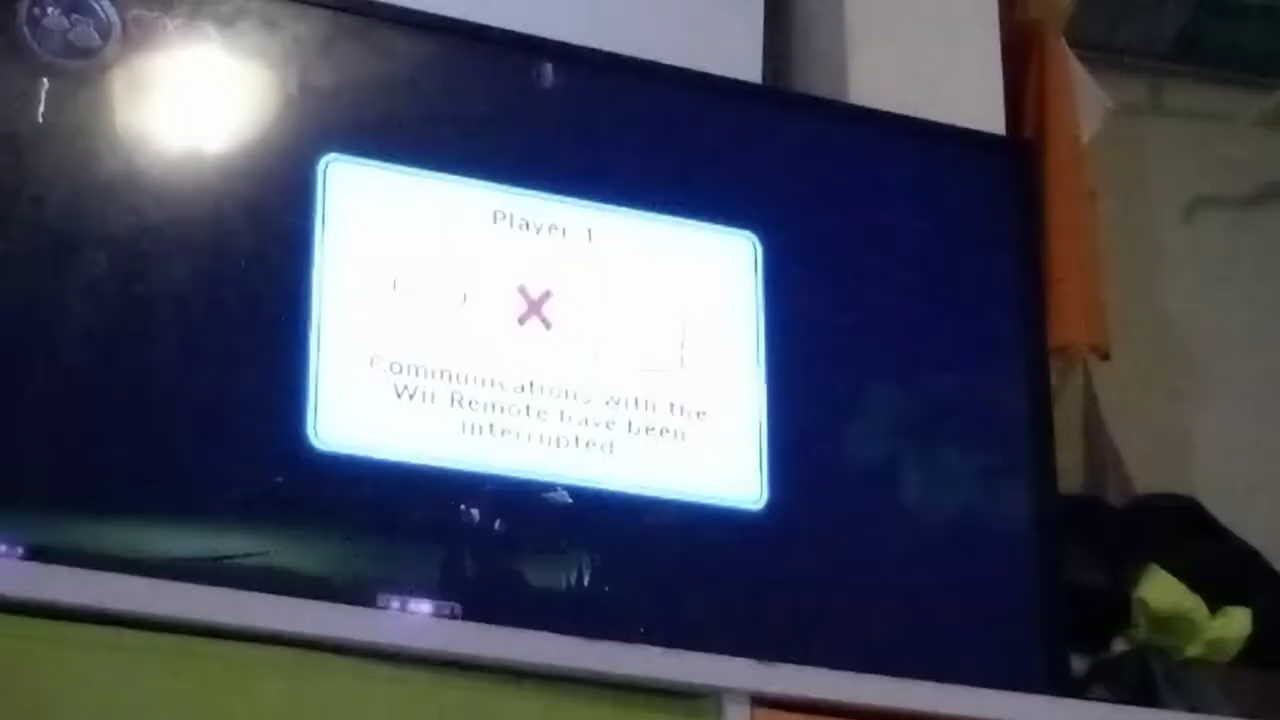 Player 1
Communications with the
Wii Remote have been
interrupted